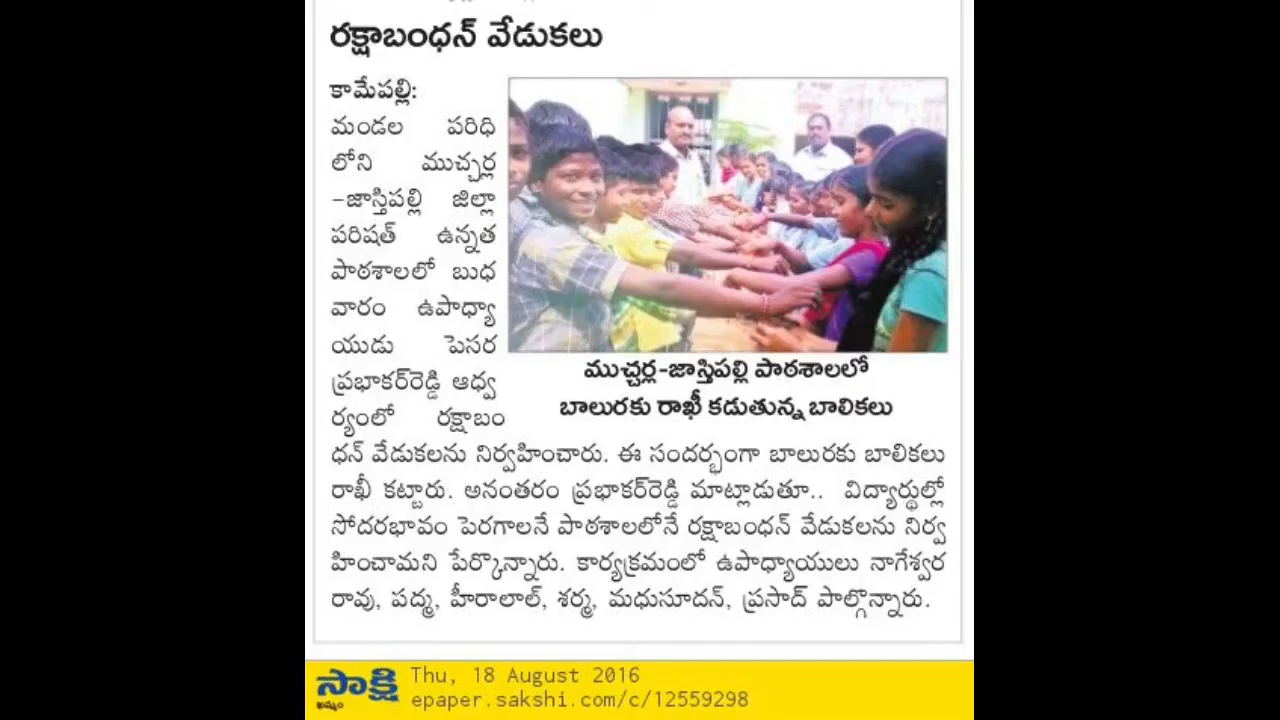 రక్షాబంధన్ వేడుకలు
కామేపల్లి:
మండల పరిధి
లోని ముచ్చర్ల
-జాస్తిపల్లి జిల్లా
పరిషత్ ఉన్నత
పాఠశాలలో బుధ
వారం ఉపాధ్యా
యుడు పెసర
ప్రభాకర్‌రెడ్డి ఆధ్వ
ర్యంలో రక్షాబం
ధన్ వేడుకలను నిర్వహించారు. ఈ సందర్భంగా బాలురకు బాలికలు
రాఖీ కట్టారు. అనంతరం ప్రభాకర్‌రెడ్డి మాట్లాడుతూ.. విద్యార్థుల్లో
సోదరభావం పెరగాలనే పాఠశాలలోనే రక్షాబంధన్ వేడుకలను నిర్వ
హించామని పేర్కొన్నారు. కార్యక్రమంలో ఉపాధ్యాయులు నాగేశ్వర
రావు, పద్మ, హీరాలాల్, శర్మ, మధుసూదన్, ప్రసాద్ పాల్గొన్నారు.
ముచ్చర్ల-జాస్తిపల్లి పాఠశాలలో
బాలురకు రాఖీ కడుతున్న బాలికలు
సాక్షి
ఖమ్మం
Thu, 18 August 2016
epaper.sakshi.com/c/12559298